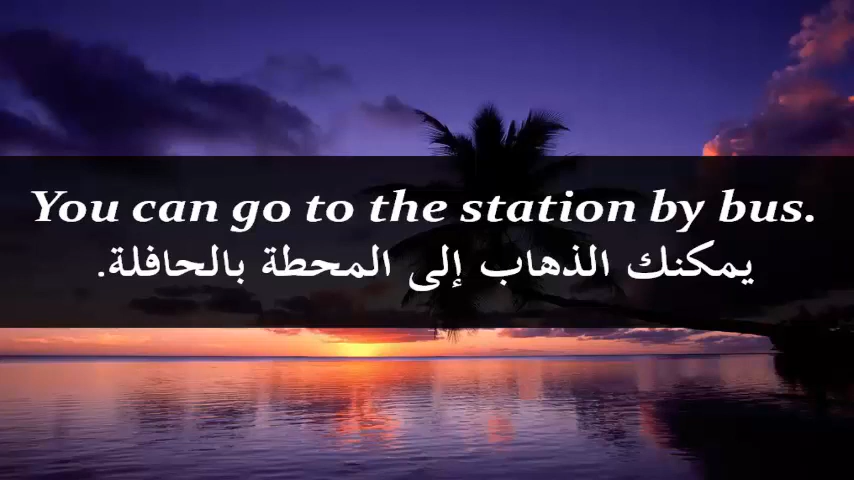 You can go to the station by bus.
يمكنك الذهاب إلى المحطة بالحافلة.